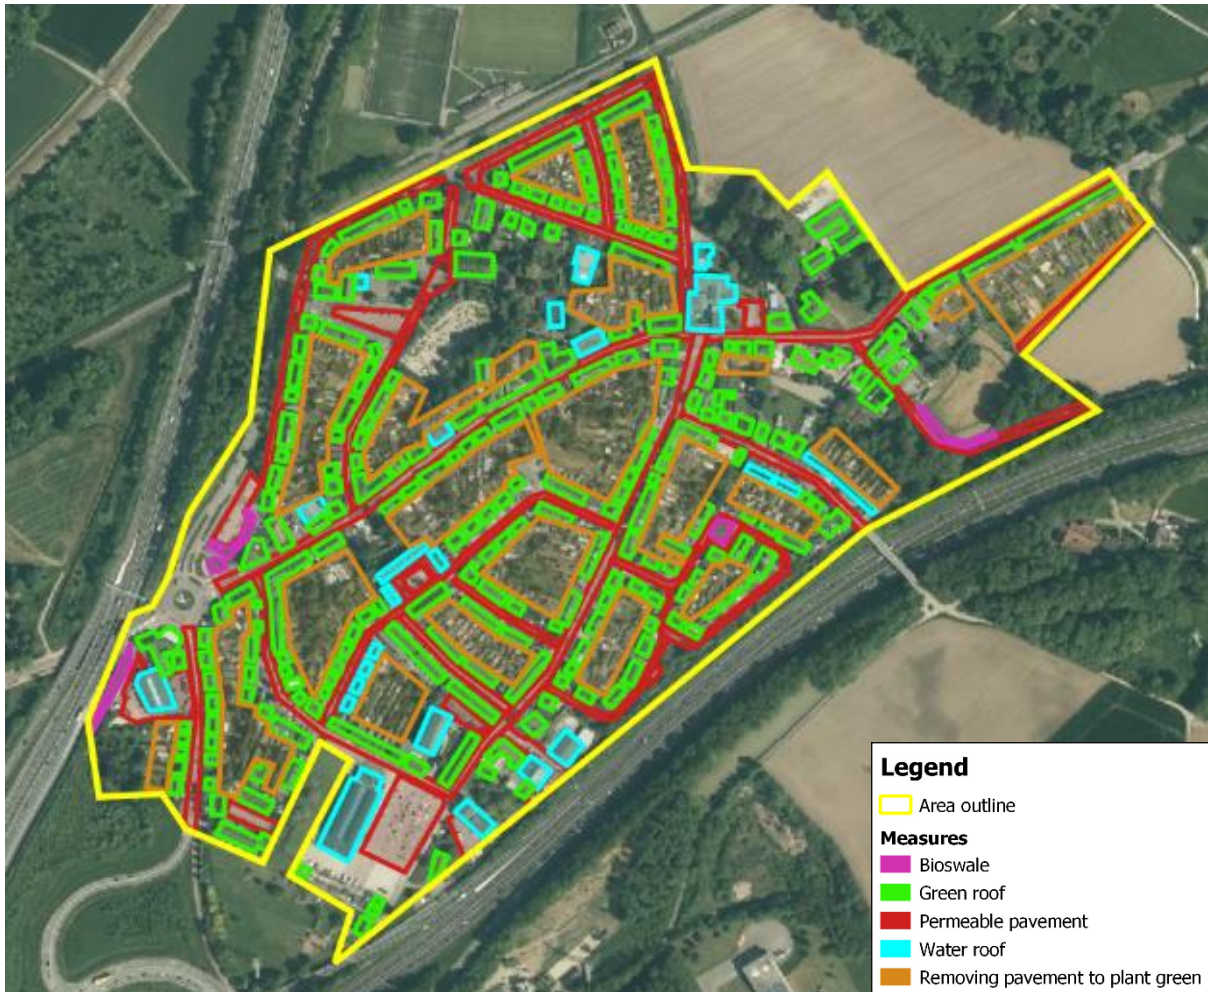 Legend
Area outline
Measures
Bioswale
Green roof
Permeable pavement
Water roof
Removing pavement to plant green